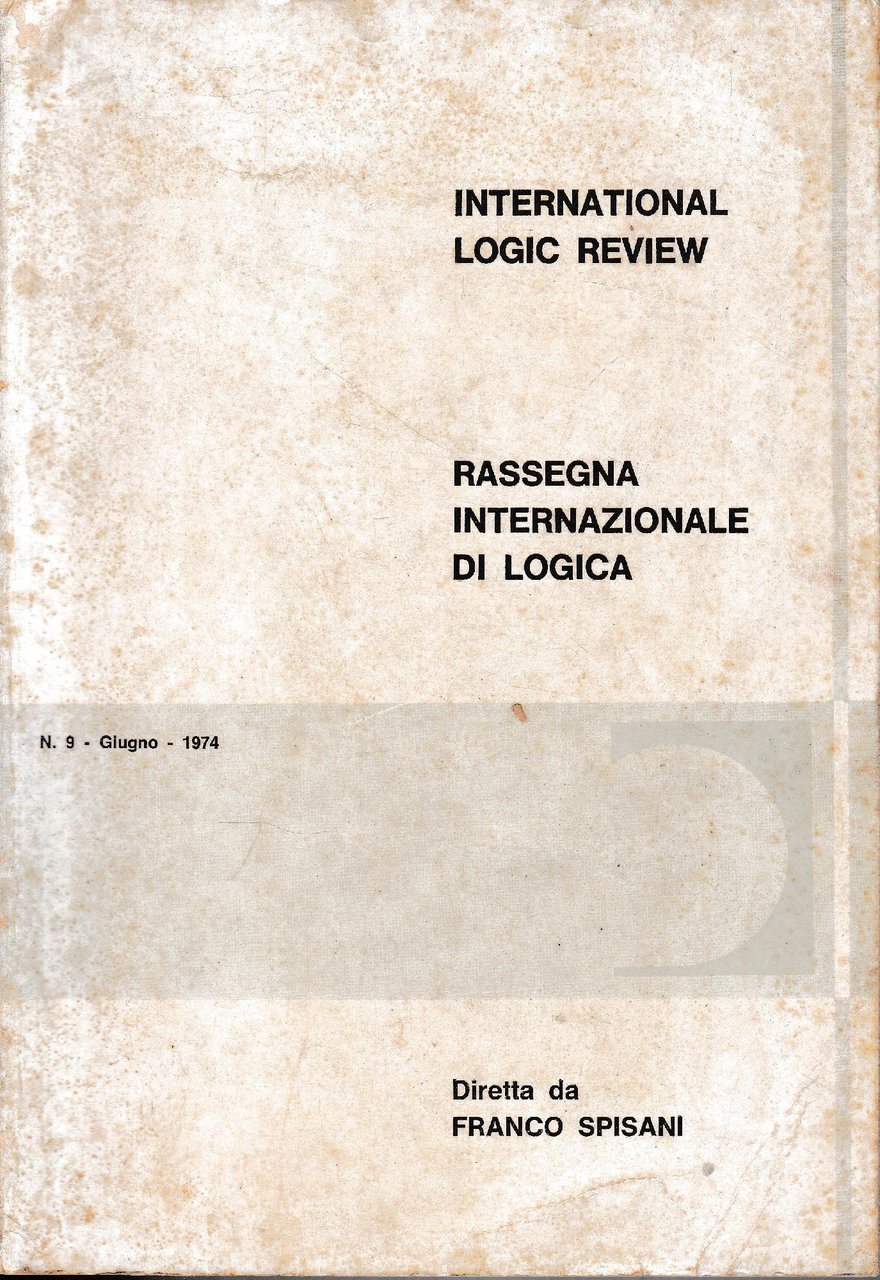 INTERNATIONAL
LOGIC REVIEW
RASSEGNA
INTERNAZIONALE
DI LOGICA
N. 9 - Giugno - 1974
Diretta da
FRANCO SPISANI